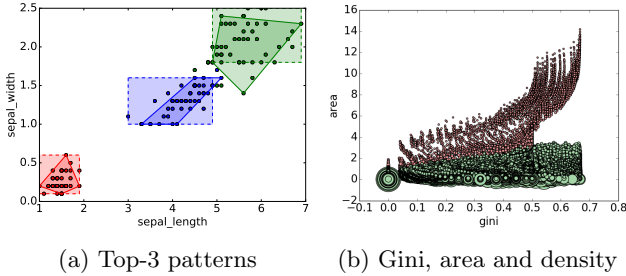 2.5
2.0
1.5
1.0
0.5
0.0
sepal_width
1 2 3 4 5 6 7
sepal_length
16
14
12
10
8
6
4
2
0
−2
area
−0.1 0.0 0.1 0.2 0.3 0.4 0.5 0.6 0.7 0.8
gini
(a) Top-3 patterns
(b) Gini, area and density